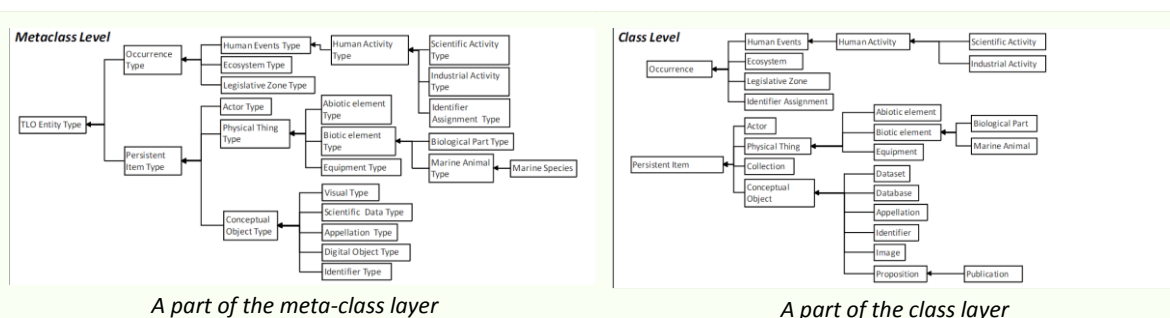 Metaclass Level
Occurrence
Type
Human Events Type
Ecosystem Type
Legislative Zone Type
Human Activity
Type
Scientific Activity
Type
Industrial Activity
Type
Identifier
Assignment Type
TLO Entity Type
Persistent
Item Type
Actor Type
Physical Thing
Type
Abiotic element
Type
Biotic element
Type
Equipment Type
Biological Part Type
Marine Animal
Type
Marine Species
Conceptual
Object Type
Visual Type
Scientific Data Type
Appellation Type
Digital Object Type
Identifier Type
A part of the meta-class layer
Class Level
Occurrence
Human Events
Ecosystem
Legislative Zone
Identifier Assignment
Human Activity
Scientific Activity
Industrial Activity
Persistent Item
Actor
Physical Thing
Collection
Conceptual
Object
Abiotic element
Biotic element
Equipment
Biological Part
Marine Animal
Dataset
Database
Appellation
Identifier
Image
Proposition
Publication
A part of the class layer